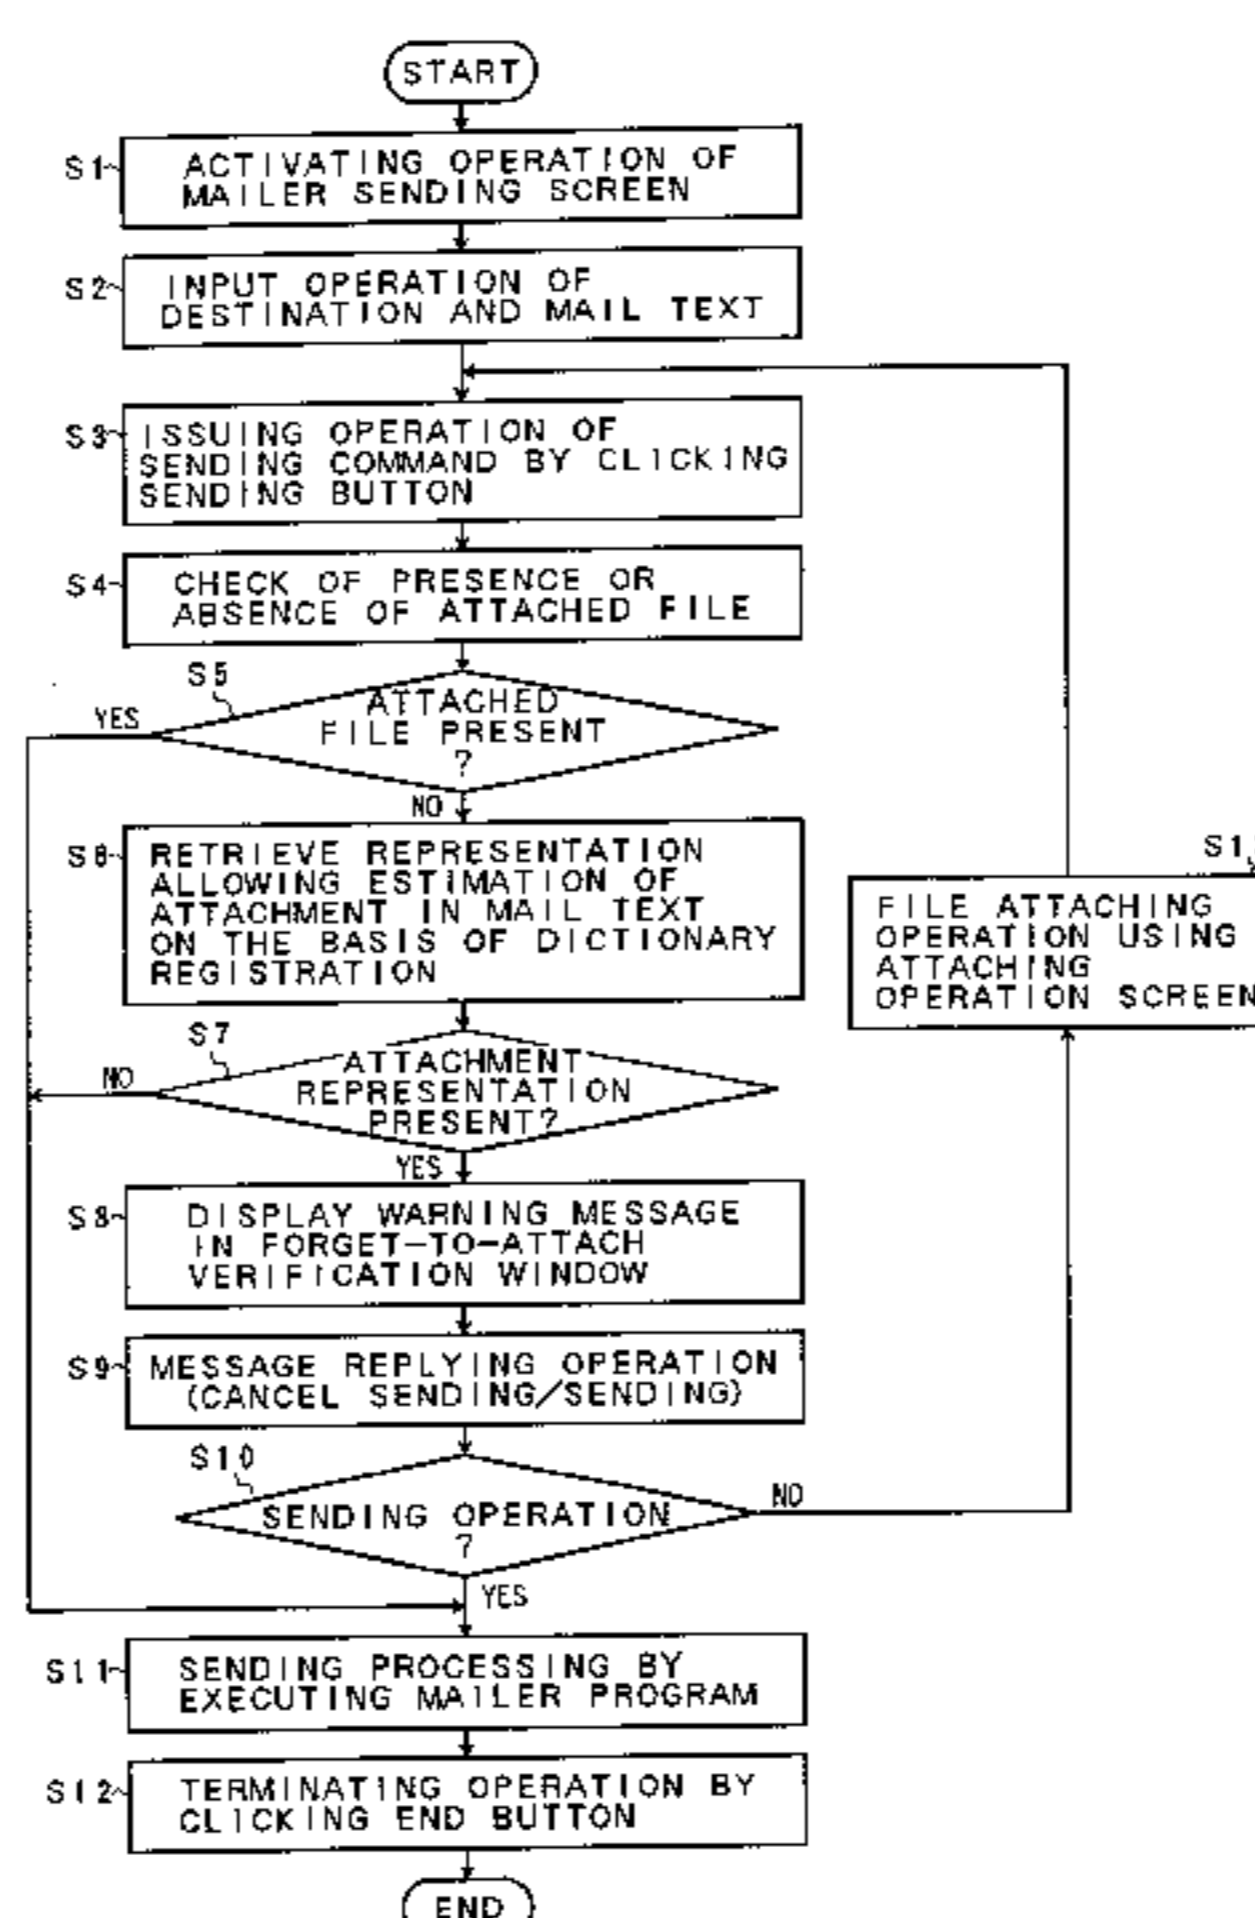 START
S1
ACTIVATING OPERATION OF
MAILER SENDING SCREEN
S2
INPUT OPERATION OF
DESTINATION AND MAIL TEXT
S3
ISSUING OPERATION OF
SENDING COMMAND BY CLICKING
SENDING BUTTON
S4
CHECK OF PRESENCE OR
ABSENCE OF ATTACHED FILE
S5
ATTACHED
FILE PRESENT
?
YES
NO
S6
RETRIEVE REPRESENTATION
ALLOWING ESTIMATION OF
ATTACHMENT IN MAIL TEXT
ON THE BASIS OF DICTIONARY
REGISTRATION
S7
ATTACHMENT
REPRESENTATION
PRESENT?
NO
YES
S8
DISPLAY WARNING MESSAGE
IN FORGET-TO-ATTACH
VERIFICATION WINDOW
S9
MESSAGE REPLYING OPERATION
(CANCEL SENDING/SENDING)
S10
SENDING OPERATION
?
NO
YES
FILE ATTACHING
OPERATION USING
ATTACHING
OPERATION SCREEN
S11
SENDING PROCESSING BY
EXECUTING MAILER PROGRAM
S12
TERMINATING OPERATION BY
CLICKING END BUTTON
END